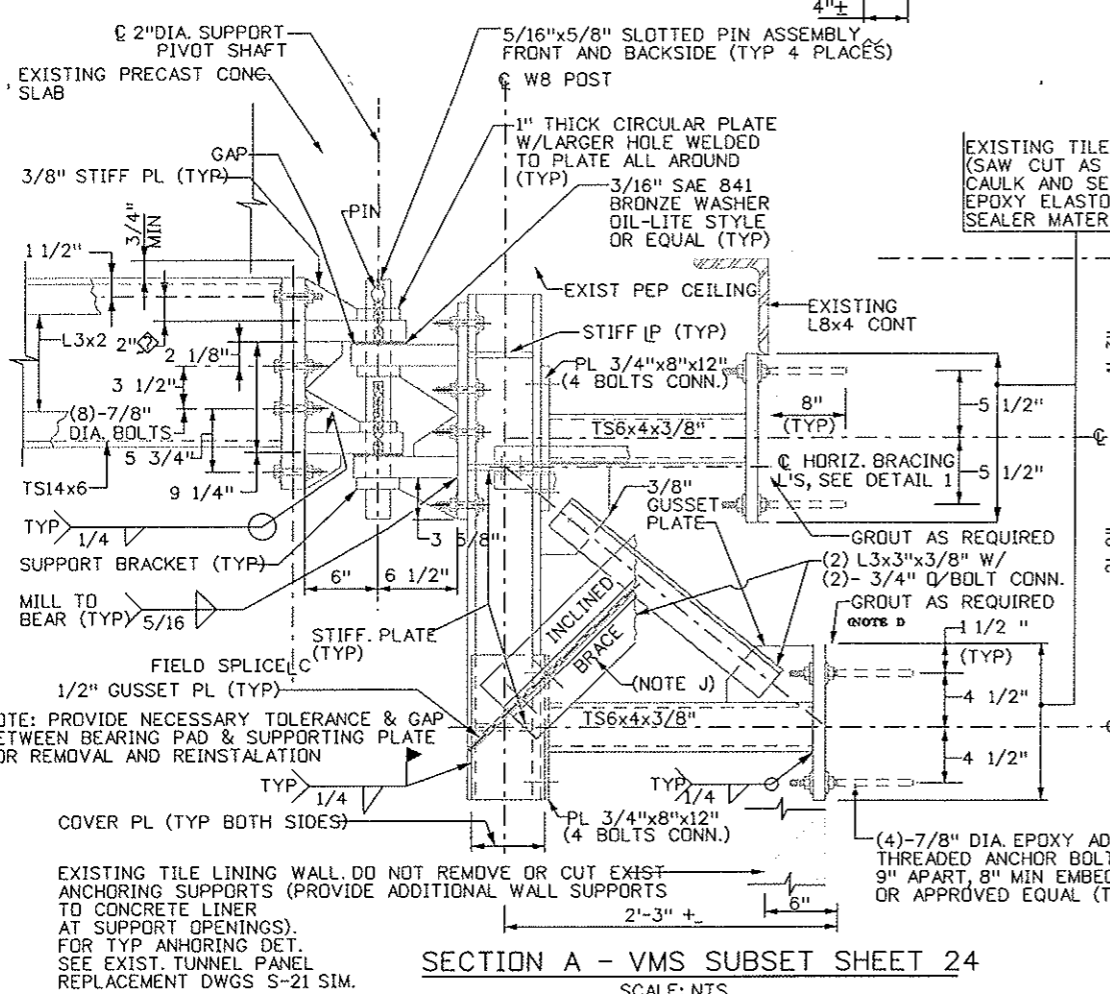 4"±
℄ 2"DIA. SUPPORT
PIVOT SHAFT
5/16"x5/8" SLOTTED PIN ASSEMBLY
FRONT AND BACKSIDE (TYP 4 PLACES)
EXISTING PRECAST CONC.
SLAB
℄ W8 POST
1" THICK CIRCULAR PLATE
W/LARGER HOLE WELDED
TO PLATE ALL AROUND
(TYP)
GAP
3/8" STIFF PL (TYP)
PIN
3/16" SAE 841
BRONZE WASHER
OIL-LITE STYLE
OR EQUAL (TYP)
EXISTING TILE
(SAW CUT AS
CAULK AND SE
EPOXY ELASTO
SEALER MATER
3/4"
MIN
1 1/2"
EXIST PEP CEILING
EXISTING
L8x4 CONT
L3x2
2"
2 1/8"
STIFF LP (TYP)
PL 3/4"x8"x12"
(4 BOLTS CONN.)
3 1/2"
(8)-7/8"
DIA. BOLTS
8"
(TYP)
5 1/2"
TS6x4x3/8"
5 3/4"
℄
TS14x6
9 1/4"
℄ HORIZ. BRACING
L'S, SEE DETAIL 1
5 1/2"
3/8"
GUSSET
PLATE
TYP
1/4
3 5/8"
GROUT AS REQUIRED
SUPPORT BRACKET (TYP)
6"
6 1/2"
(2) L3x3"x3/8" W/
(2)- 3/4" O/BOLT CONN.
MILL TO
BEAR (TYP)
5/16
GROUT AS REQUIRED
(NOTE D
INCLINED
BRACE
1 1/2 "
(TYP)
STIFF. PLATE
(TYP)
FIELD SPLICE
LC
1/2" GUSSET PL (TYP)
(NOTE J)
4 1/2"
OTE: PROVIDE NECESSARY TOLERANCE & GAP
ETWEEN BEARING PAD & SUPPORTING PLATE
OR REMOVAL AND REINSTALATION
TS6x4x3/8"
4 1/2"
TYP
1/4
TYP
1/4
COVER PL (TYP BOTH SIDES)
PL 3/4"x8"x12"
(4 BOLTS CONN.)
(4)-7/8" DIA. EPOXY AD
THREADED ANCHOR BOLT
9" APART, 8" MIN EMBED
OR APPROVED EQUAL (T
EXISTING TILE LINING WALL. DO NOT REMOVE OR CUT EXIST
ANCHORING SUPPORTS (PROVIDE ADDITIONAL WALL SUPPORTS
TO CONCRETE LINER
AT SUPPORT OPENINGS).
FOR TYP ANHORING DET.
SEE EXIST. TUNNEL PANEL
REPLACEMENT DWGS S-21 SIM.
6"
2'-3" +_
SECTION A - VMS SUBSET SHEET 24
SCALE: NTS